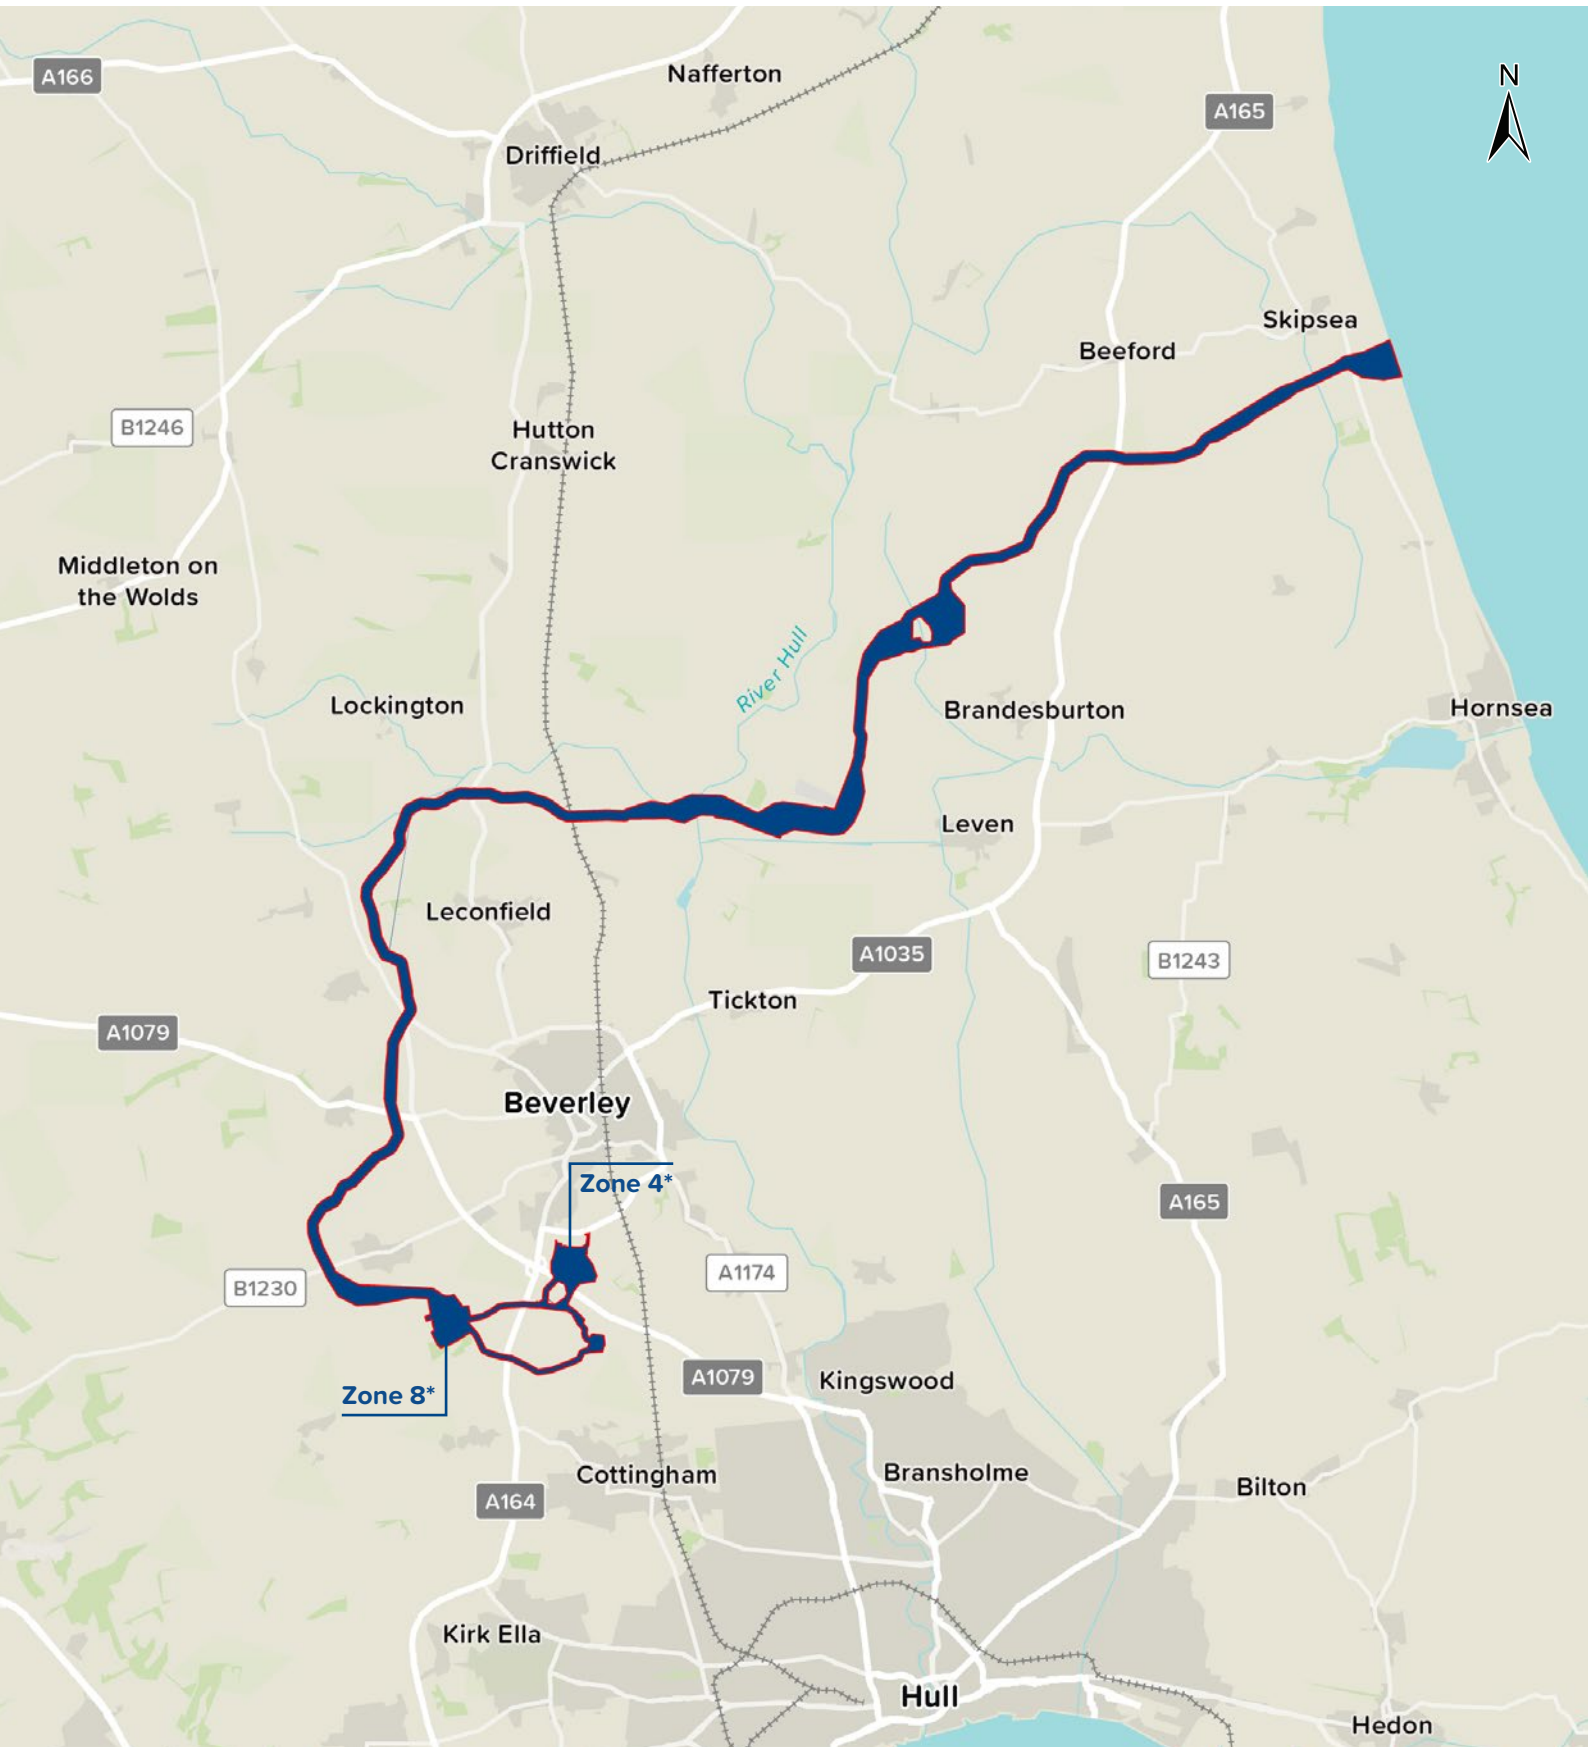 N
Nafferton
A166
A165
Driffield
Skipsea
Beeford
B1246
Hutton
Cranswick
Middleton on
the Wolds
River Hull
Lockington
Brandesburton
Hornsea
Leven
Leconfield
A1035
B1243
Tickton
A1079
Beverley
Zone 4*
A165
A1174
B1230
A1079
Kingswood
Zone 8*
Cottingham
Bransholme
Bilton
A164
Kirk Ella
Hull
Hedon